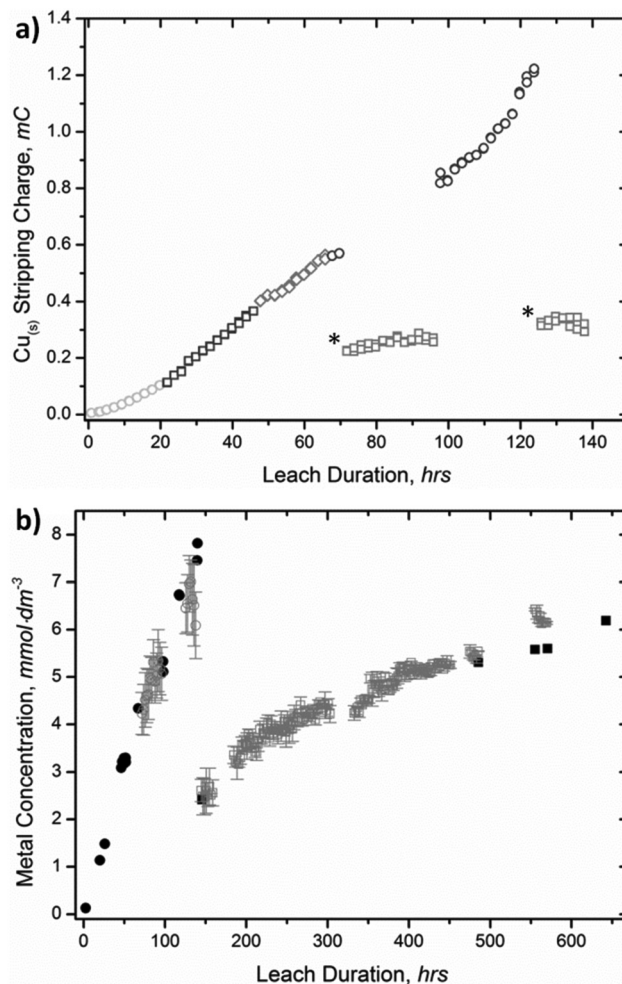 a)
1.4
1.2
1.0
0.8
0.6
0.4
0.2
0.0
Cu(s) Stripping Charge, mC
*
*
0 20 40 60 80 100 120 140
Leach Duration, hrs
b)
8
7
6
5
4
3
2
1
0
Metal Concentration, mmol·dm-3
0 100 200 300 400 500 600
Leach Duration, hrs